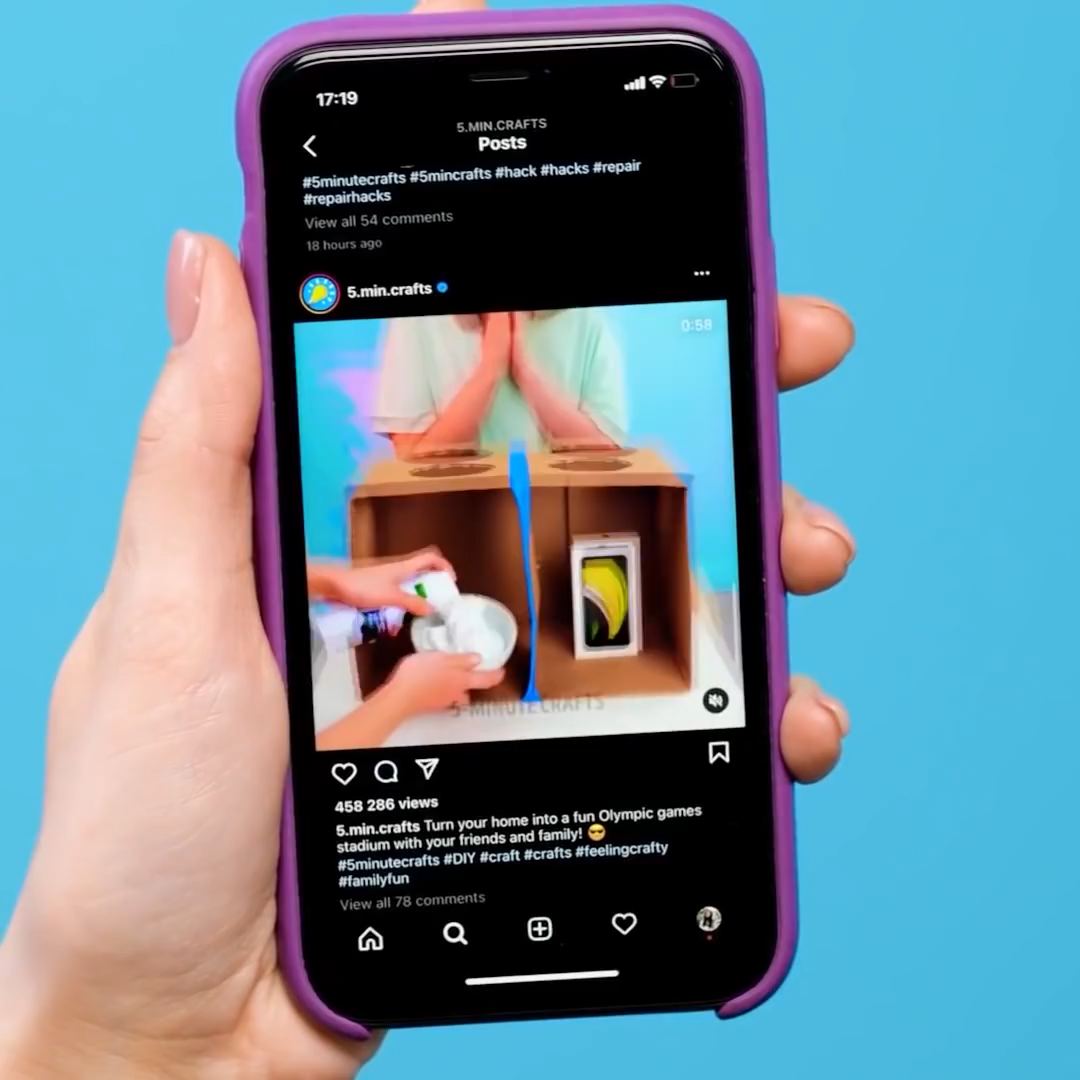 17:19
5.MIN.CRAFTS
Posts
#5minutecrafts #5mincrafts #hack #hacks #repair
#repairhacks
View all 54 comments
18 hours ago
5.min.crafts
0:58
5-MINUTE CRAFTS
458 286 views
5.min.crafts Turn your home into a fun Olympic games
stadium with your friends and family! 😎
#5minutecrafts #DIY #craft #crafts #feelingcrafty
#familyfun
View all 78 comments